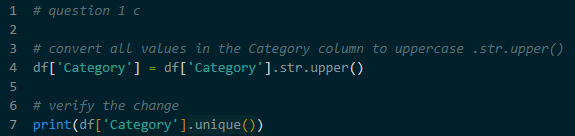 1 # question 1 c
2
3 # convert all values in the Category column to uppercase .str.upper()
4 df['Category'] = df['Category'].str.upper()
5
6 # verify the change
7 print(df['Category'].unique())